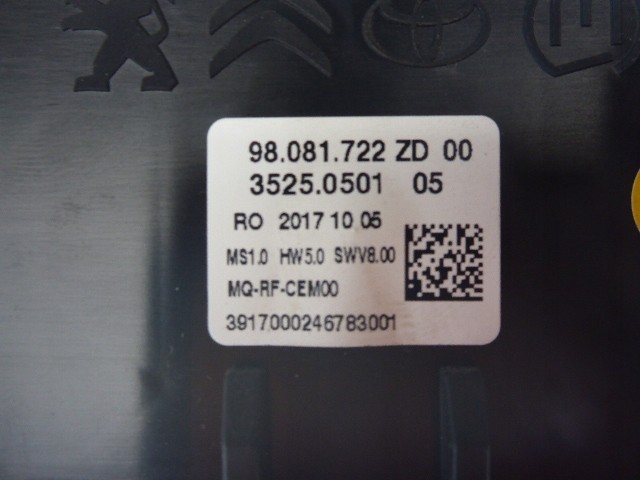 98.081.722 ZD 00
3525.0501 05
RO 2017 10 05
MS1.0 HW5.0 SWV8.00
MQ-RF-CEM00
3917000246783001